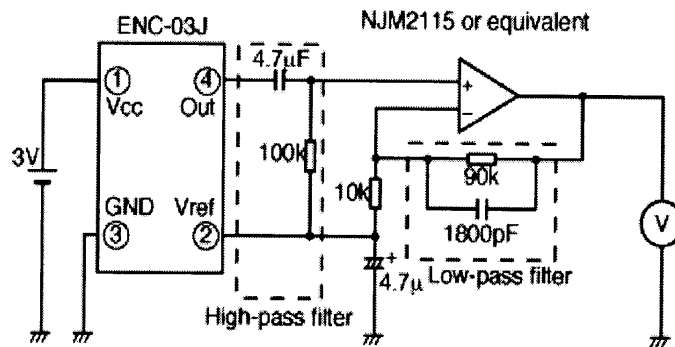 ENC-03J
NJM2115 or equivalent
4.7µF
① ④
Vcc Out
+
−
3V
100k
10k
90k
1800pF
GND Vref
③ ②
V
+
4.7µ
Low-pass filter
High-pass filter